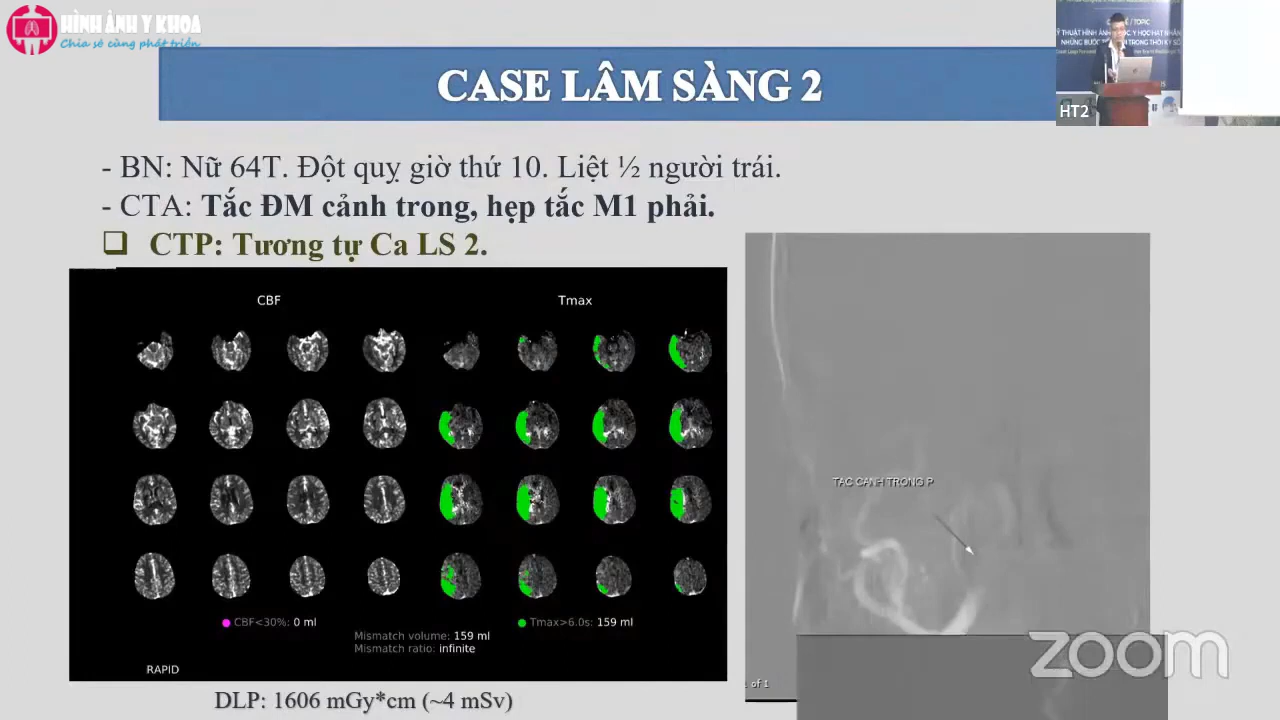 HÌNH ẢNH Y KHOA
Chia sẻ cùng phát triển
CASE LÂM SÀNG 2
HT2
- BN: Nữ 64T. Đột quỵ giờ thứ 10. Liệt ½ người trái.
- CTA: Tắc ĐM cảnh trong, hẹp tắc M1 phải.
❑ CTP: Tương tự Ca LS 2.
CBF
Tmax
CBF<30%: 0 ml
Tmax>6.0s: 159 ml
Mismatch volume: 159 ml
Mismatch ratio: infinite
RAPID
DLP: 1606 mGy*cm (~4 mSv)
TAC CANH TRONG P
of 1
zoom